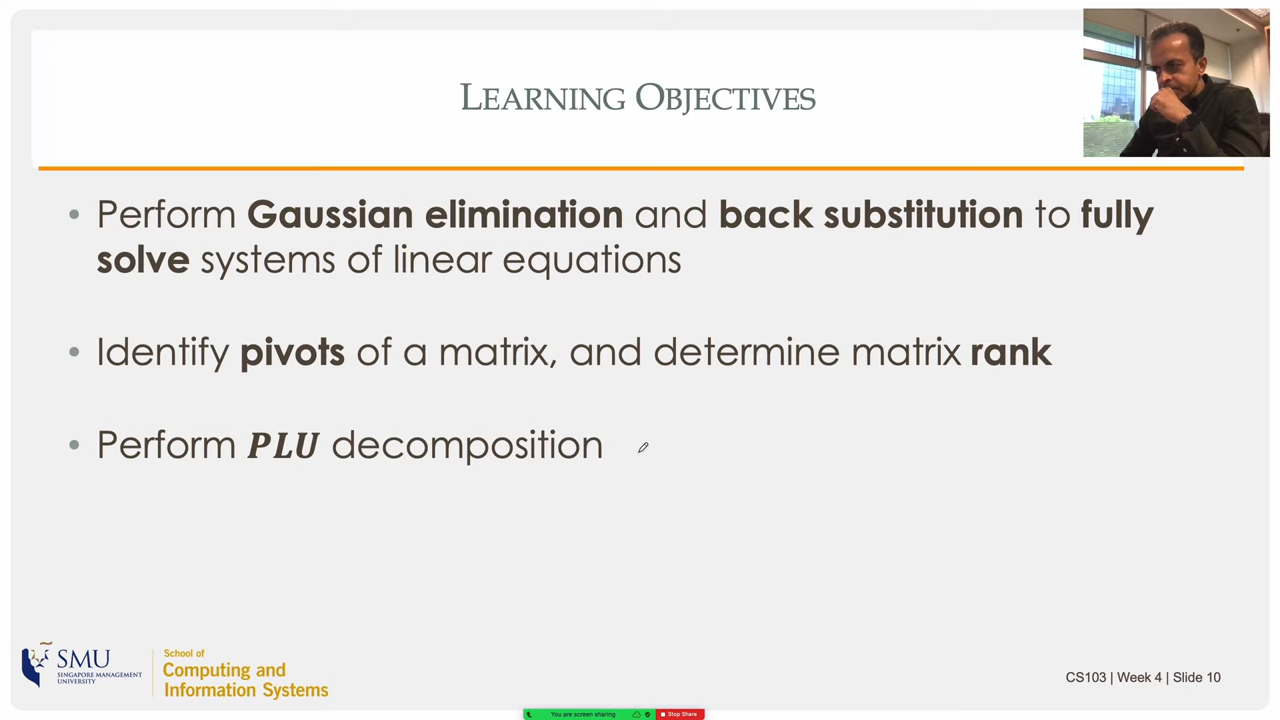 LEARNING OBJECTIVES
• Perform Gaussian elimination and back substitution to fully
solve systems of linear equations
• Identify pivots of a matrix, and determine matrix rank
• Perform PLU decomposition
SMU
SINGAPORE MANAGEMENT
UNIVERSITY
School of
Computing and
Information Systems
CS103 | Week 4 | Slide 10
You are screen sharing
Stop Share